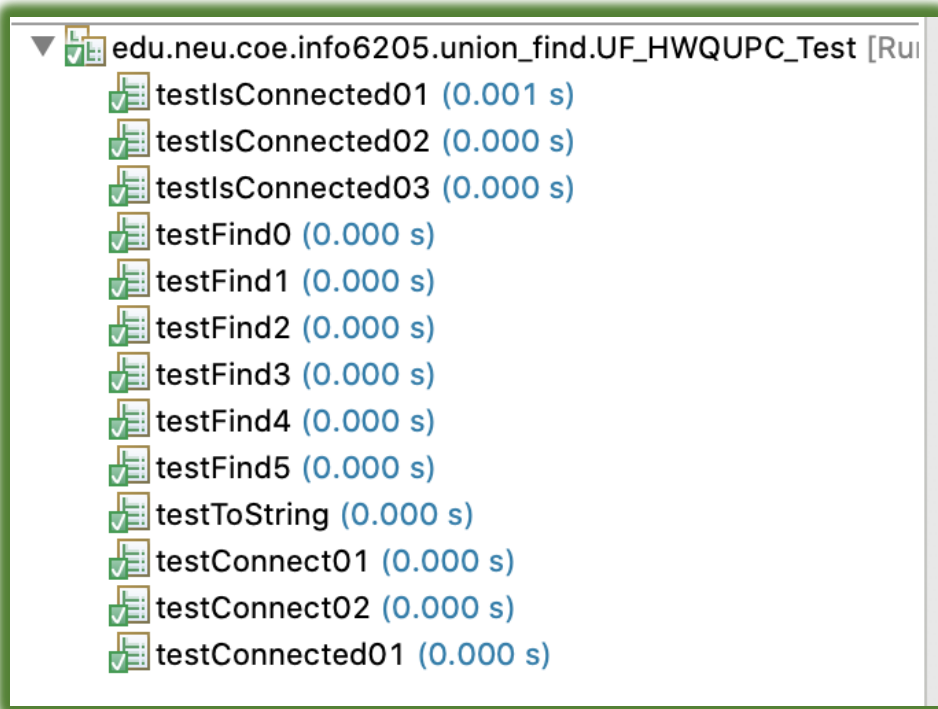 edu.neu.coe.info6205.union_find.UF_HWQUPC_Test [Ru
testIsConnected01 (0.001 s)
testIsConnected02 (0.000 s)
testIsConnected03 (0.000 s)
testFind0 (0.000 s)
testFind1 (0.000 s)
testFind2 (0.000 s)
testFind3 (0.000 s)
testFind4 (0.000 s)
testFind5 (0.000 s)
testToString (0.000 s)
testConnect01 (0.000 s)
testConnect02 (0.000 s)
testConnected01 (0.000 s)